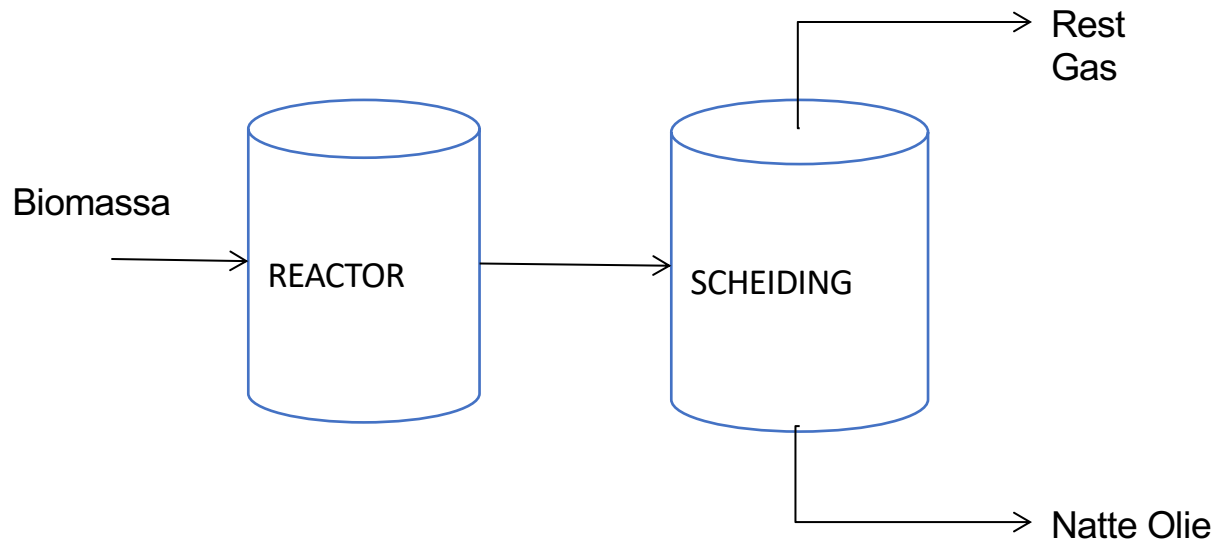 Rest
Gas
Biomassa
REACTOR
SCHEIDING
Natte Olie